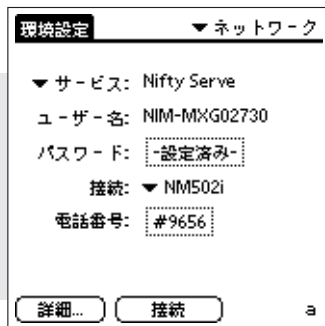 環境設定 ▼ ネットワーク
▼ サービス: Nifty Serve
ユーザー名: NIM-MXG02730
パスワード: -設定済み-
接続: ▼ NM502i
電話番号: #9656
詳細... 接続 a